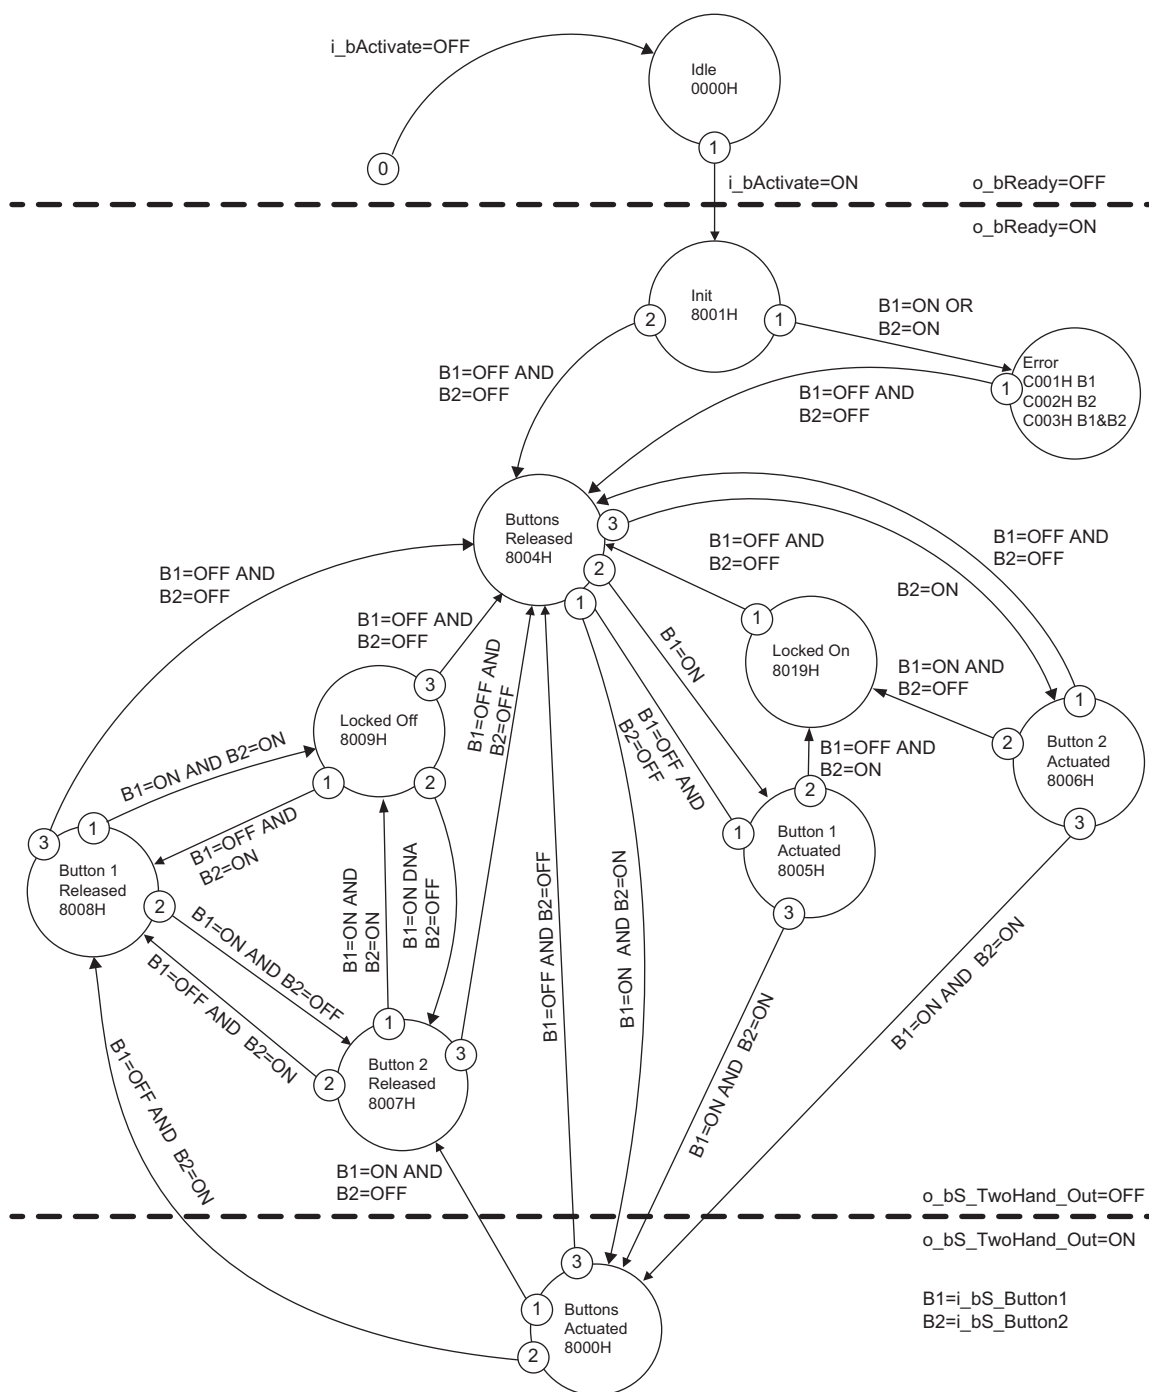 i_bActivate=OFF
Idle
0000H
1
0
i_bActivate=ON
o_bReady=OFF
o_bReady=ON
Init
8001H
2
1
B1=ON OR
B2=ON
Error
C001H B1
C002H B2
C003H B1&B2
1
B1=OFF AND
B2=OFF
B1=OFF AND
B2=OFF
Buttons
Released
8004H
3
2
1
B1=OFF AND
B2=OFF
B1=OFF AND
B2=OFF
B1=OFF AND
B2=OFF
B2=ON
B1=OFF AND
B2=OFF
B1=OFF AND
B2=OFF
B1=ON
1
Locked On
8019H
B1=ON AND
B2=OFF
3
Locked Off
8009H
1
2
B1=ON AND B2=ON
B1=OFF AND
B2=OFF
1
2
Button 2
Actuated
8006H
3
B1=OFF AND
B2=ON
2
1
Button 1
Actuated
8005H
3
3
1
Button 1
Released
8008H
2
B1=OFF AND
B2=ON
B1=ON AND
B2=ON
B1=ON DNA
B2=OFF
B1=ON AND B2=OFF
B1=OFF AND B2=ON
B1=OFF AND B2=OFF
B1=ON AND B2=ON
B1=ON AND B2=ON
B1=ON AND B2=ON
1
2
3
Button 2
Released
8007H
B1=OFF AND B2=ON
B1=ON AND
B2=OFF
o_bS_TwoHand_Out=OFF
o_bS_TwoHand_Out=ON
3
1
2
Buttons
Actuated
8000H
B1=i_bS_Button1
B2=i_bS_Button2